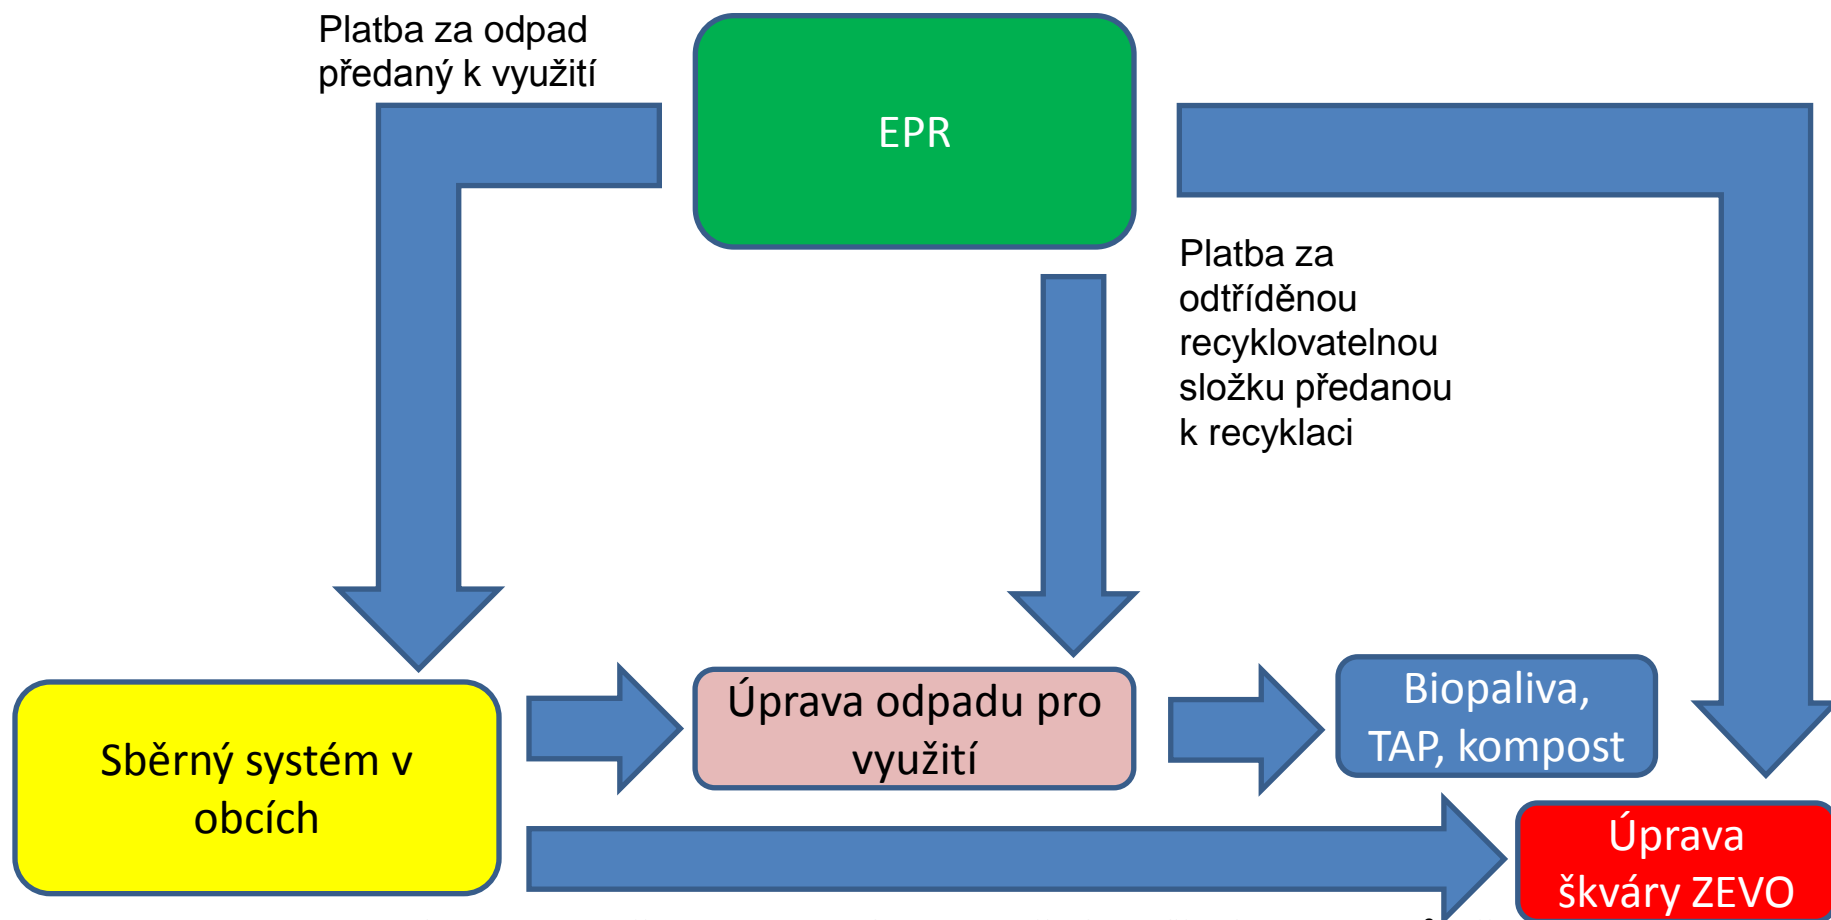 Platba za odpad
předaný k využití
EPR
Platba za
odtříděnou
recyklovatelnou
složku předanou
k recyklaci
Sběrný systém v
obcích
Úprava odpadu pro
využití
Biopaliva,
TAP, kompost
Úprava
škváry ZEVO